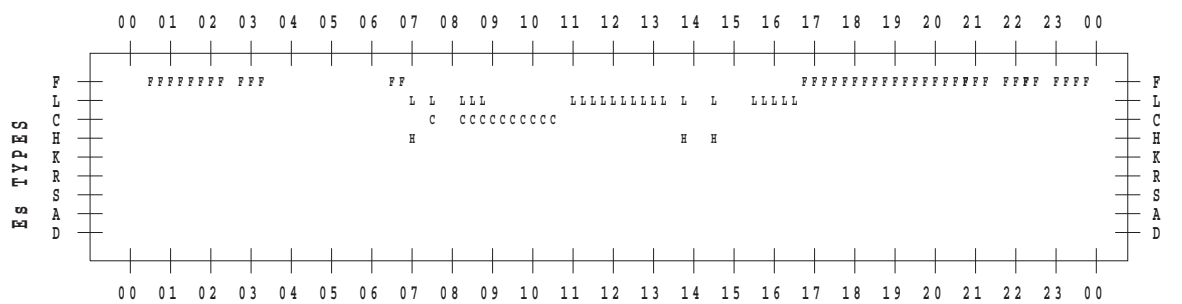 00 01 02 03 04 05 06 07 08 09 10 11 12 13 14 15 16 17 18 19 20 21 22 23 00
F FFFFFFFF FFF FF FFFFFFFFFFFFFFFFFFF FFFF FFFF F
L L L LLL LLLLLLLLLL L L LLLLL L
C C CCCCCCCCCC C
H H H H H
K K
R R
S S
A A
D D
Es TYPES
00 01 02 03 04 05 06 07 08 09 10 11 12 13 14 15 16 17 18 19 20 21 22 23 00